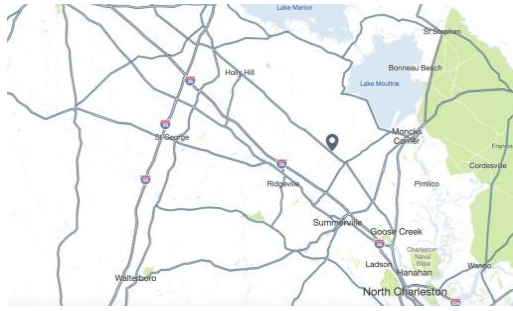 Lake Marion
St Stephen
Holly Hill
Bonneau Beach
Lake Moultrie
Moncks
Corner
St George
Francis
Cordesville
Ridgeville
Pimlico
Summerville
Goose Creek
Charleston
Naval
Base
Ladson
Hanahan
Wando
Walterboro
North Charleston